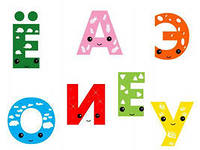 Ё А Э
О И Е У